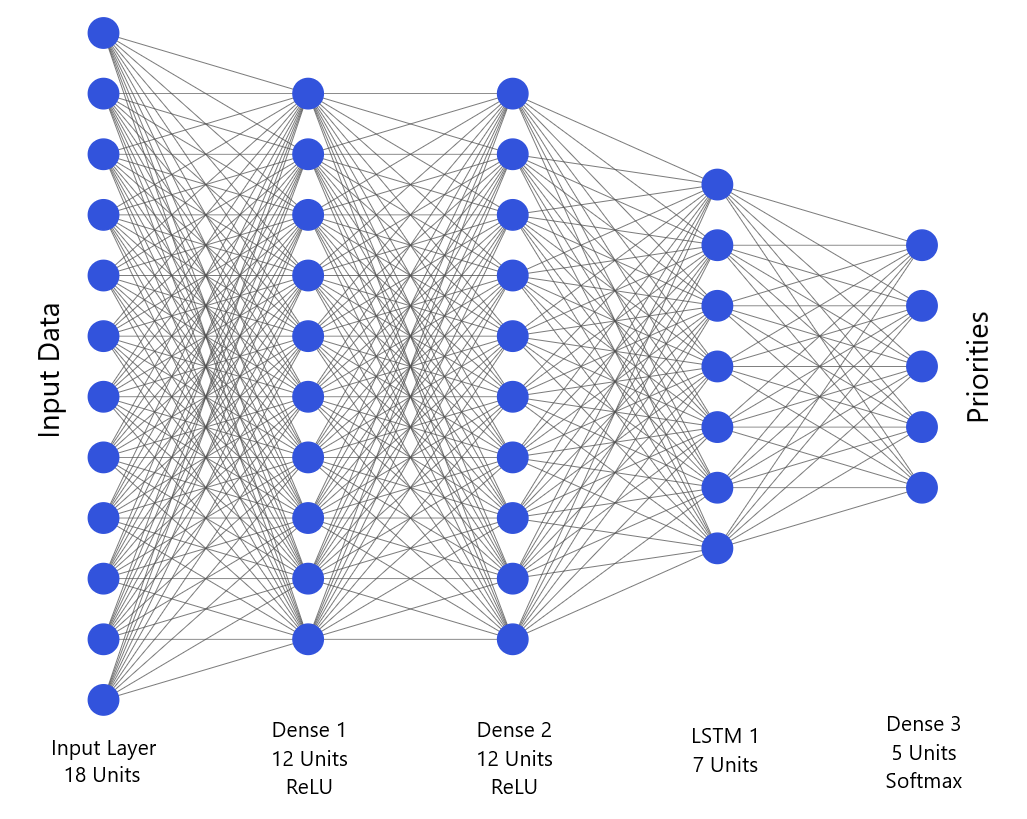 Input Data
Priorities
Input Layer
18 Units
Dense 1
12 Units
ReLU
Dense 2
12 Units
ReLU
LSTM 1
7 Units
Dense 3
5 Units
Softmax